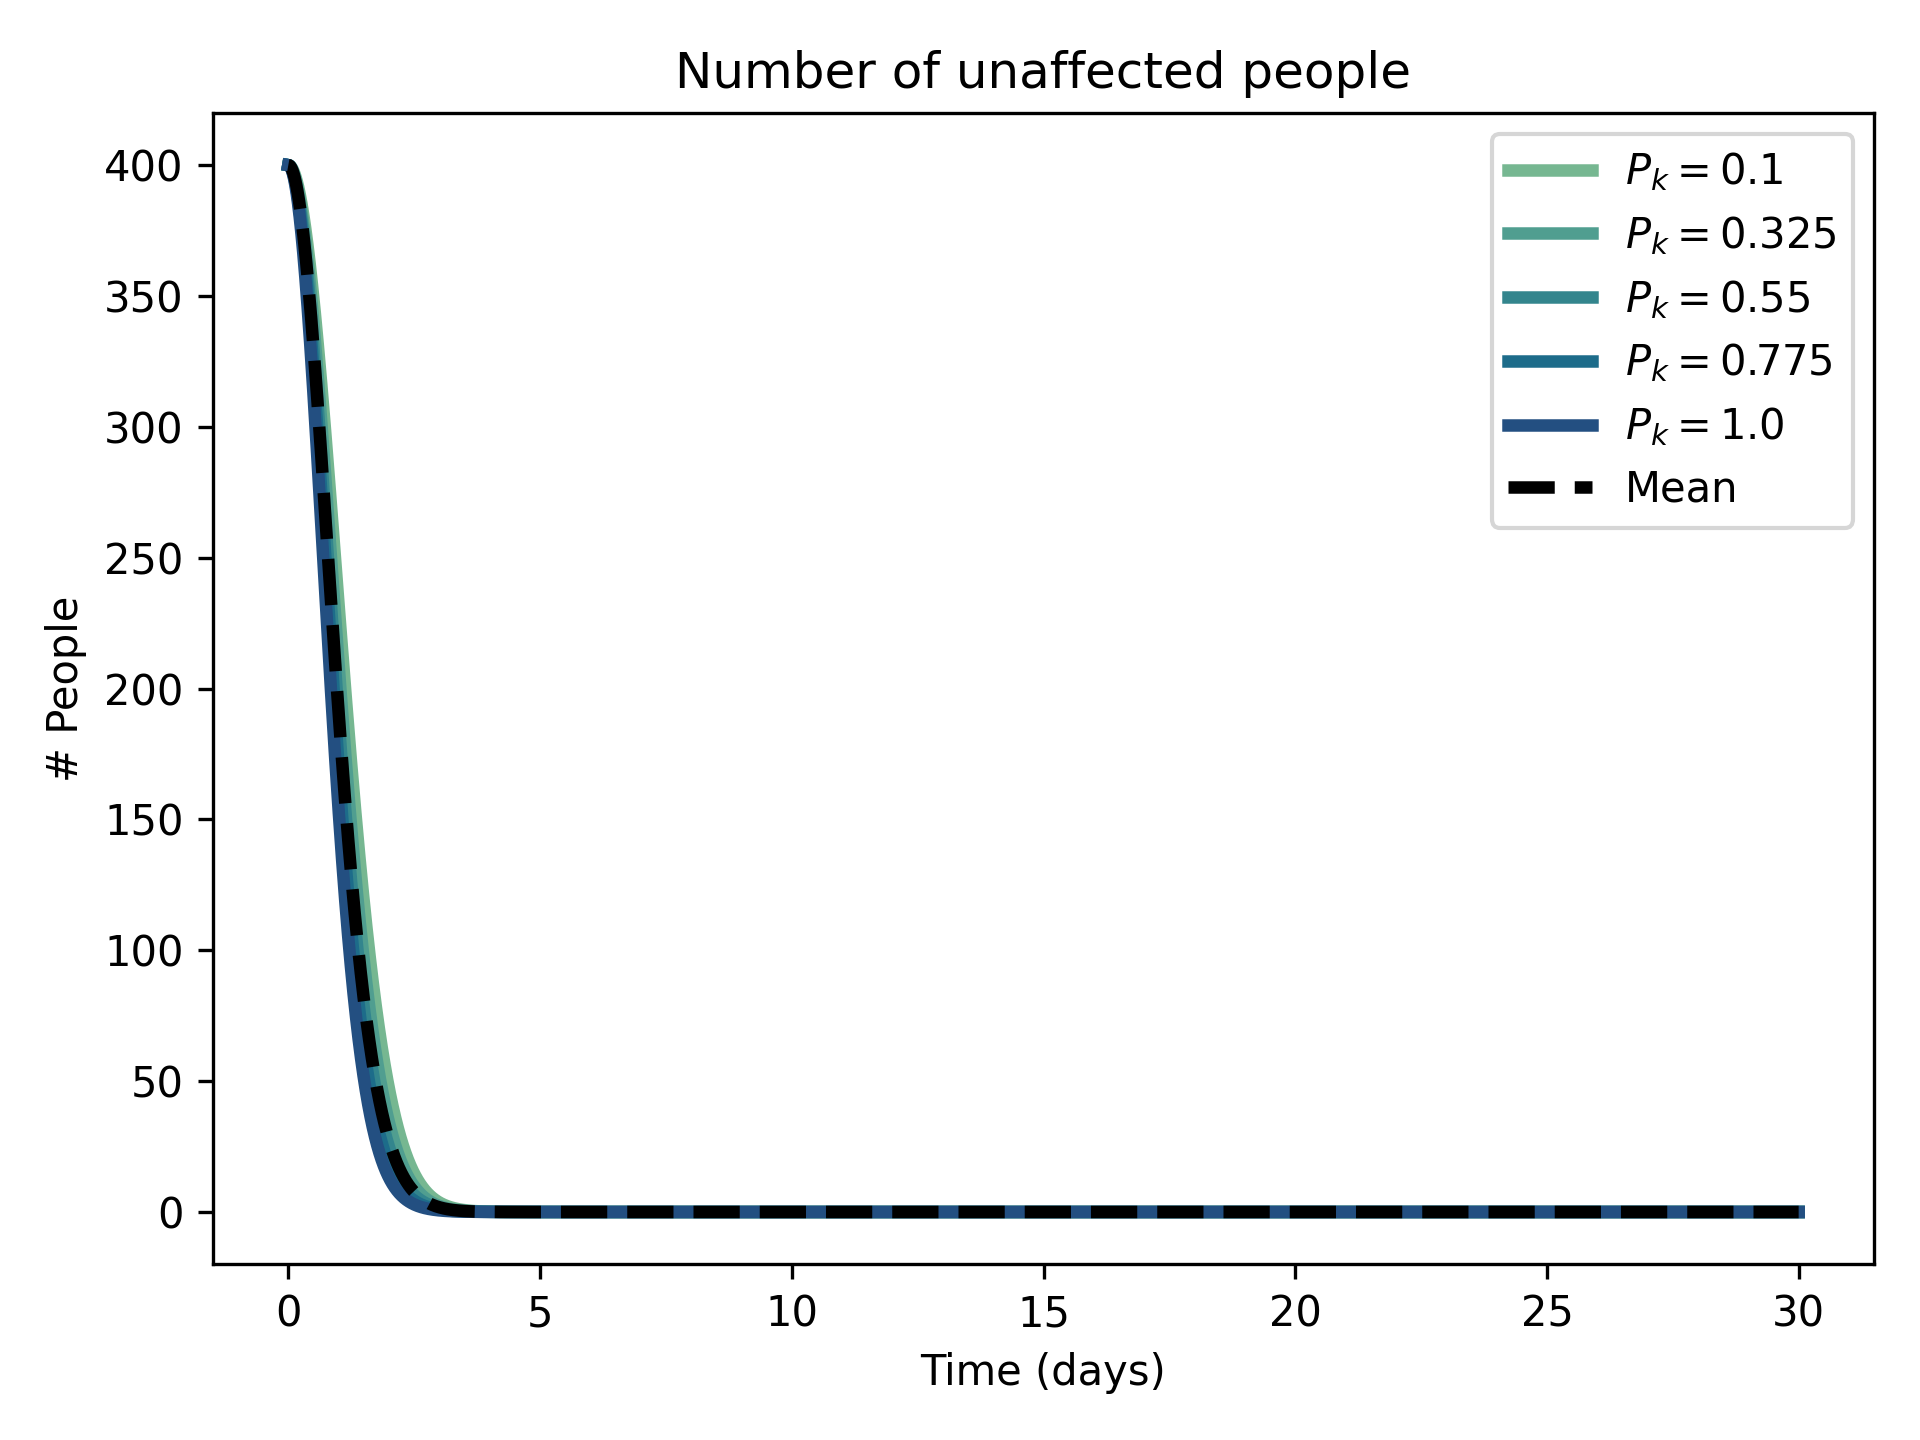 Number of unaffected people
# People
400
350
300
250
200
150
100
50
0
P_k = 0.1
P_k = 0.325
P_k = 0.55
P_k = 0.775
P_k = 1.0
Mean
0 5 10 15 20 25 30
Time (days)